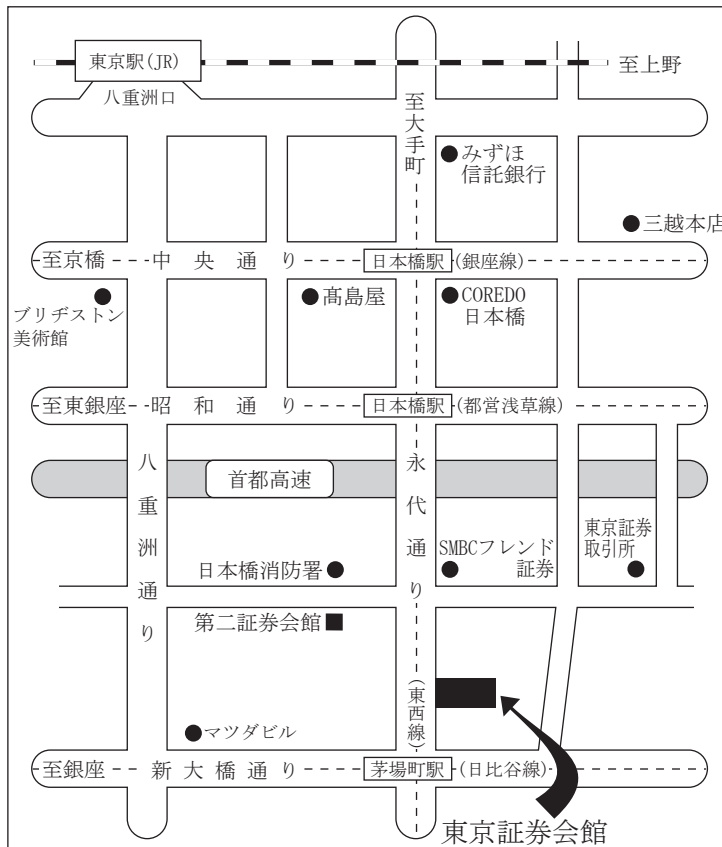 東京駅(JR)
至上野
八重洲口
至大手町
みずほ
信託銀行
三越本店
至京橋
中央通り
日本橋駅
(銀座線)
ブリヂストン
美術館
髙島屋
COREDO
日本橋
至東銀座
昭和通り
日本橋駅
(都営浅草線)
八重洲通り
首都高速
永代通り
日本橋消防署
SMBCフレンド
証券
東京証券
取引所
第二証券会館
(東西線)
マツダビル
至銀座
新大橋通り
茅場町駅
(日比谷線)
東京証券会館